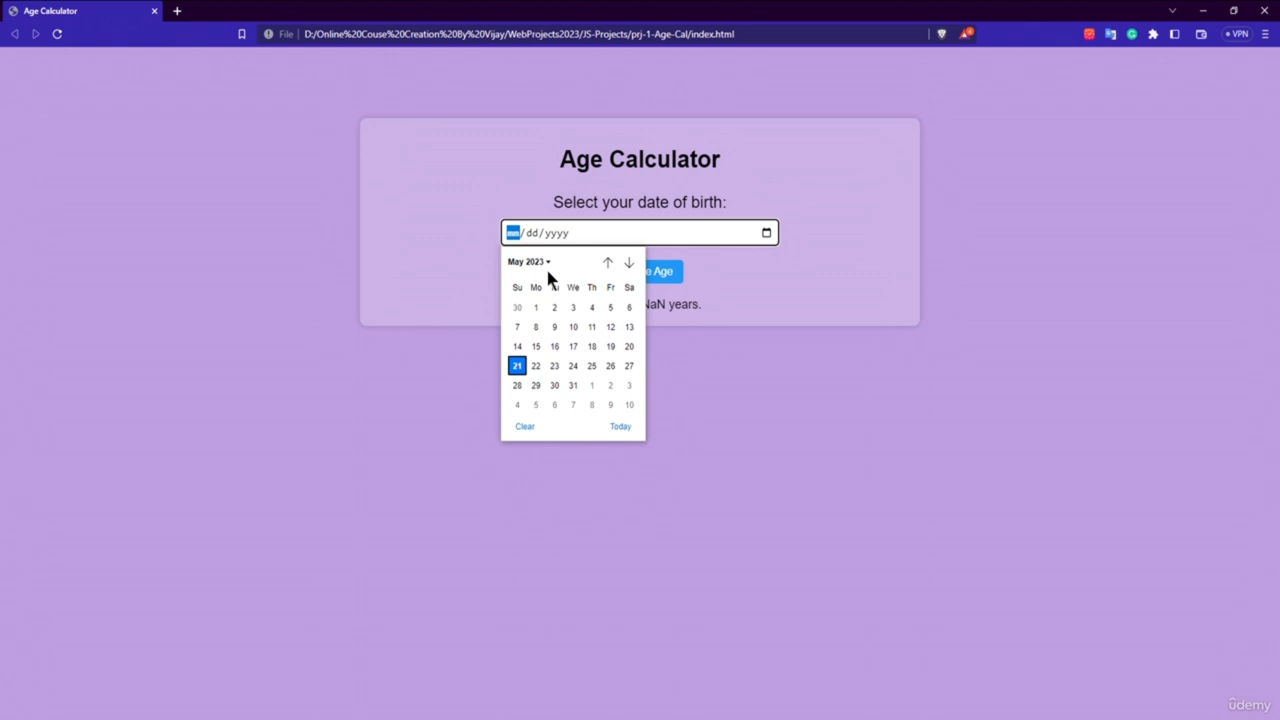 Age Calculator
File D:/Online%20Couse%20Creation%20By%20Vijay/WebProjects2023/JS-Projects/prj-1-Age-Cal/index.html
VPN
Age Calculator
Select your date of birth:
mm/dd/yyyy
May 2023
e Age
Su Mo We Th Fr Sa
NaN years.
30 1 2 3 4 5 6
7 8 9 10 11 12 13
14 15 16 17 18 19 20
21 22 23 24 25 26 27
28 29 30 31 1 2 3
4 5 6 7 8 9 10
Clear Today
ûdemy